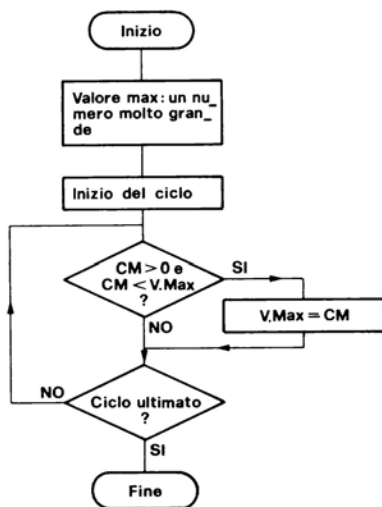 Inizio
Valore max: un nu_
mero molto gran_
de
Inizio del ciclo
CM > 0 e
CM < V.Max
?
SI
V.Max = CM
NO
NO
Ciclo ultimato
?
SI
Fine